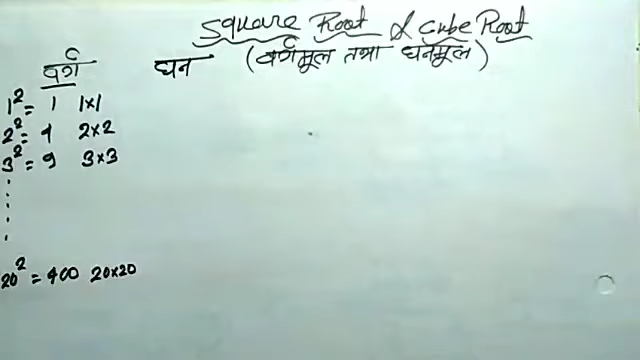 Square Root & Cube Root
(वर्गमूल तथा घनमूल)
वर्ग घन
1² = 1 1×1
2² = 4 2×2
3² = 9 3×3
20² = 400 20×20